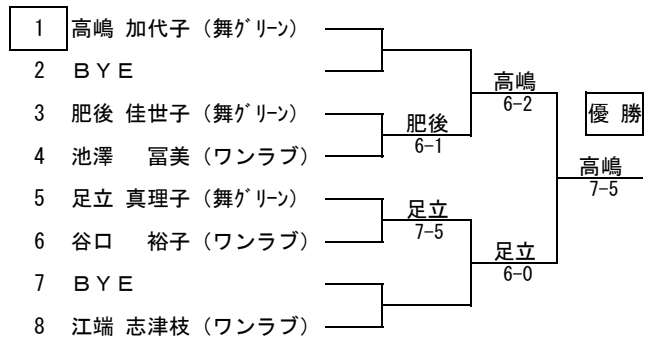 1 高嶋 加代子（舞ｸﾞﾘｰﾝ）
2 ＢＹＥ
3 肥後 佳世子（舞ｸﾞﾘｰﾝ）
4 池澤　冨美（ワンラブ）
5 足立 真理子（舞ｸﾞﾘｰﾝ）
6 谷口　裕子（ワンラブ）
7 ＢＹＥ
8 江端 志津枝（ワンラブ）
肥後
6-1
足立
7-5
高嶋
6-2
足立
6-0
優 勝
高嶋
7-5